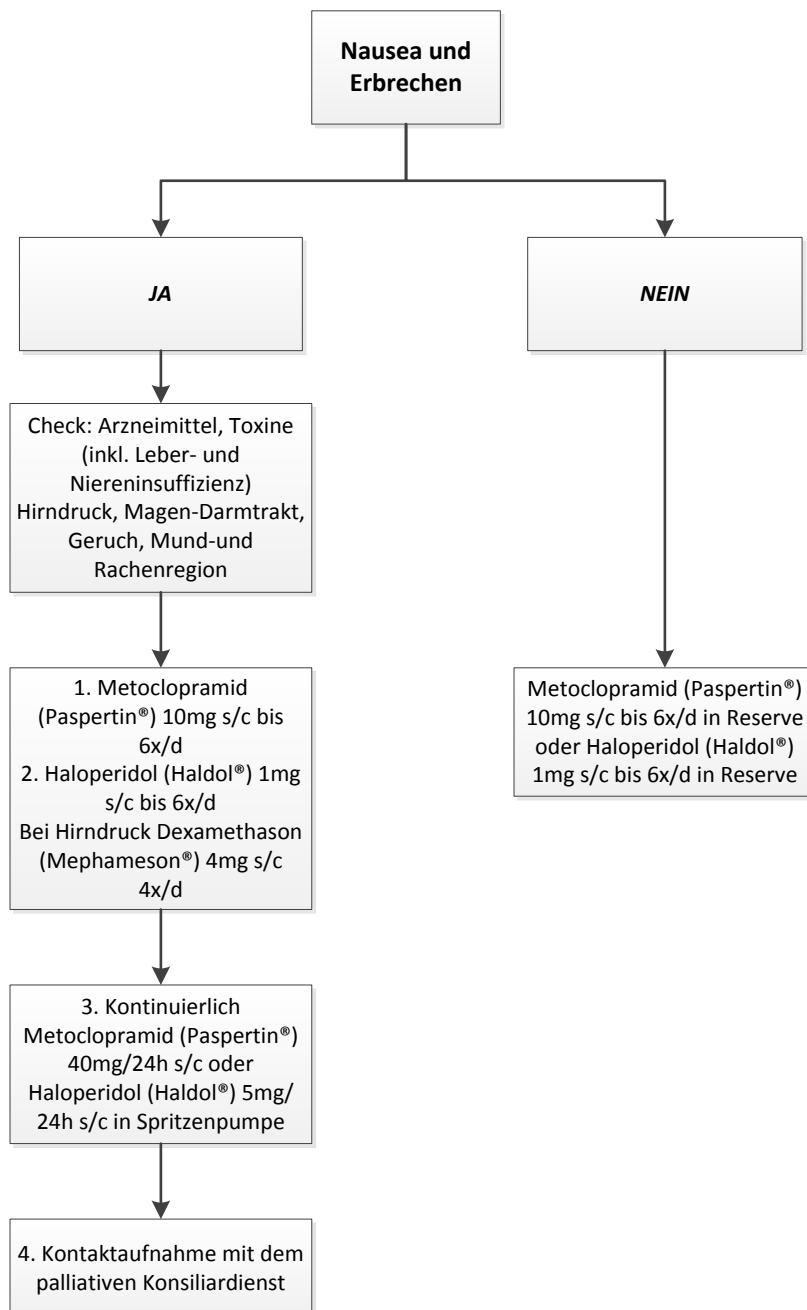 Nausea und
Erbrechen
JA
NEIN
Check: Arzneimittel, Toxine
(inkl. Leber- und
Niereninsuffizienz)
Hirndruck, Magen-Darmtrakt,
Geruch, Mund-und
Rachenregion
1. Metoclopramid
(Paspertin®) 10mg s/c bis
6x/d
2. Haloperidol (Haldol®) 1mg
s/c bis 6x/d
Bei Hirndruck Dexamethason
(Mephameson®) 4mg s/c
4x/d
Metoclopramid (Paspertin®)
10mg s/c bis 6x/d in Reserve
oder Haloperidol (Haldol®)
1mg s/c bis 6x/d in Reserve
3. Kontinuierlich
Metoclopramid (Paspertin®)
40mg/24h s/c oder
Haloperidol (Haldol®) 5mg/
24h s/c in Spritzenpumpe
4. Kontaktaufnahme mit dem
palliativen Konsiliardienst